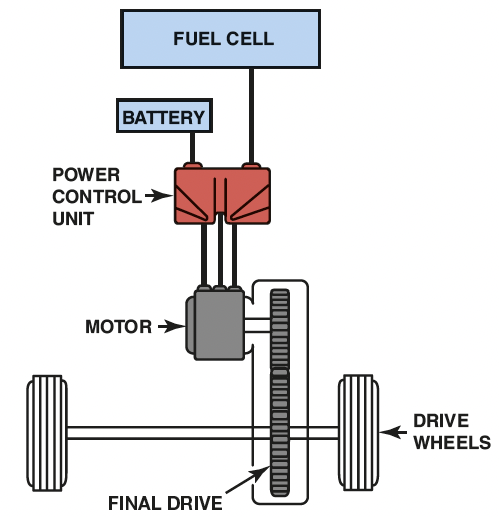 FUEL CELL
BATTERY
POWER
CONTROL
UNIT
MOTOR
DRIVE
WHEELS
FINAL DRIVE